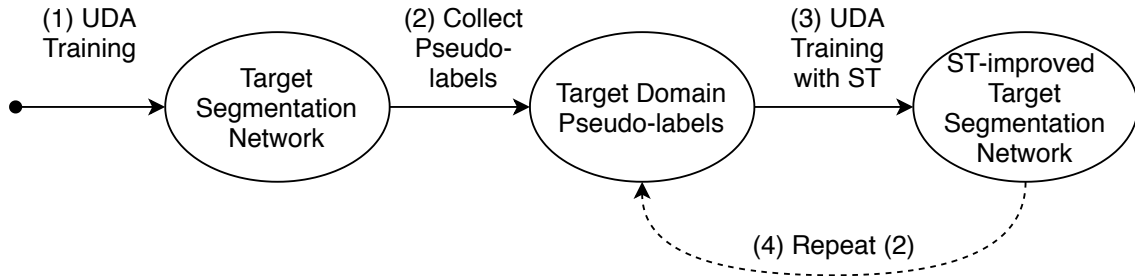 (1) UDA
Training
Target
Segmentation
Network
(2) Collect
Pseudo-
labels
Target Domain
Pseudo-labels
(3) UDA
Training
with ST
ST-improved
Target
Segmentation
Network
(4) Repeat (2)